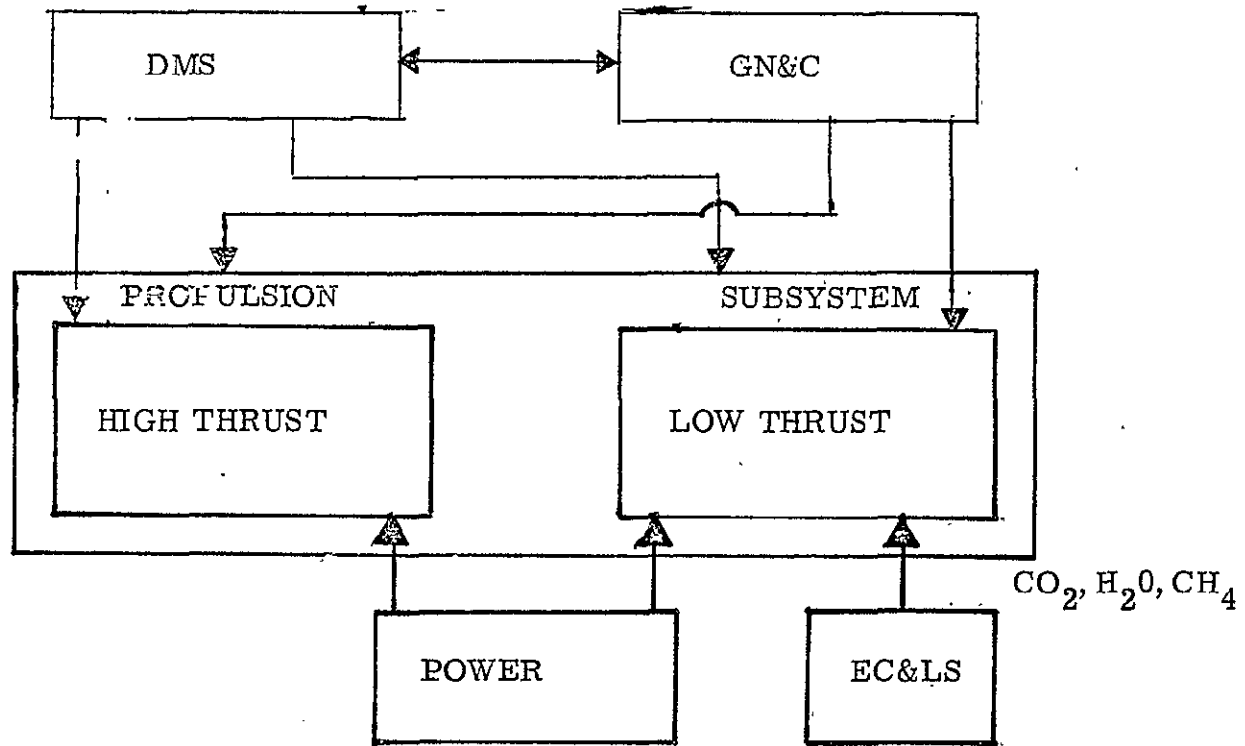 DMS
GN&C
PROPULSION SUBSYSTEM
HIGH THRUST
LOW THRUST
CO2, H20, CH4
POWER
EC&LS